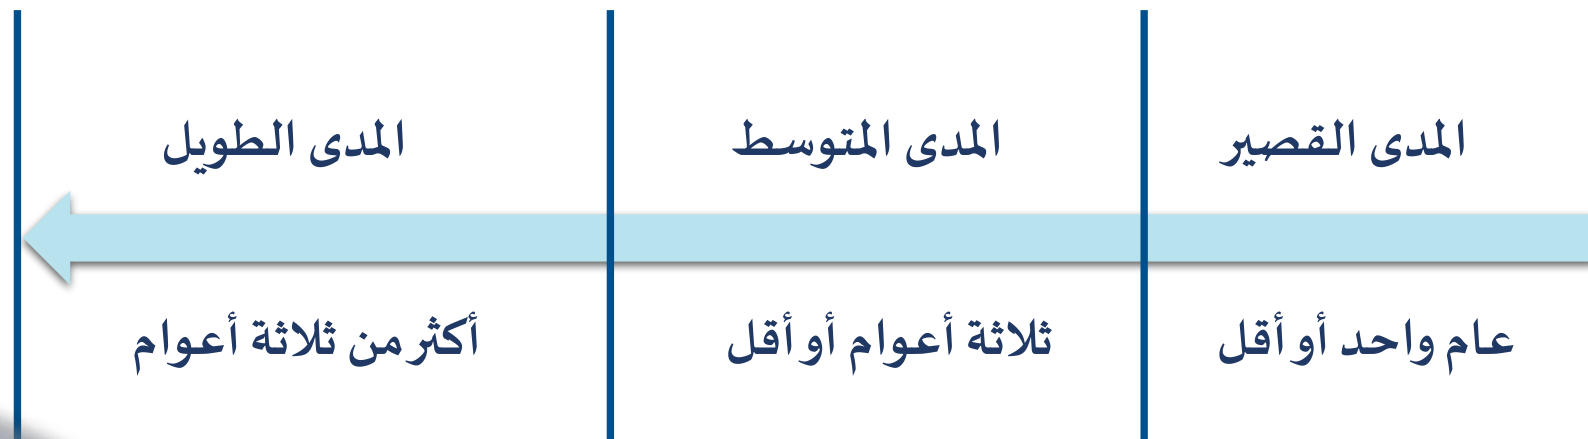 المدى القصير
المدى المتوسط
المدى الطويل
عام واحد أو أقل
ثلاثة أعوام أو أقل
أكثر من ثلاثة أعوام